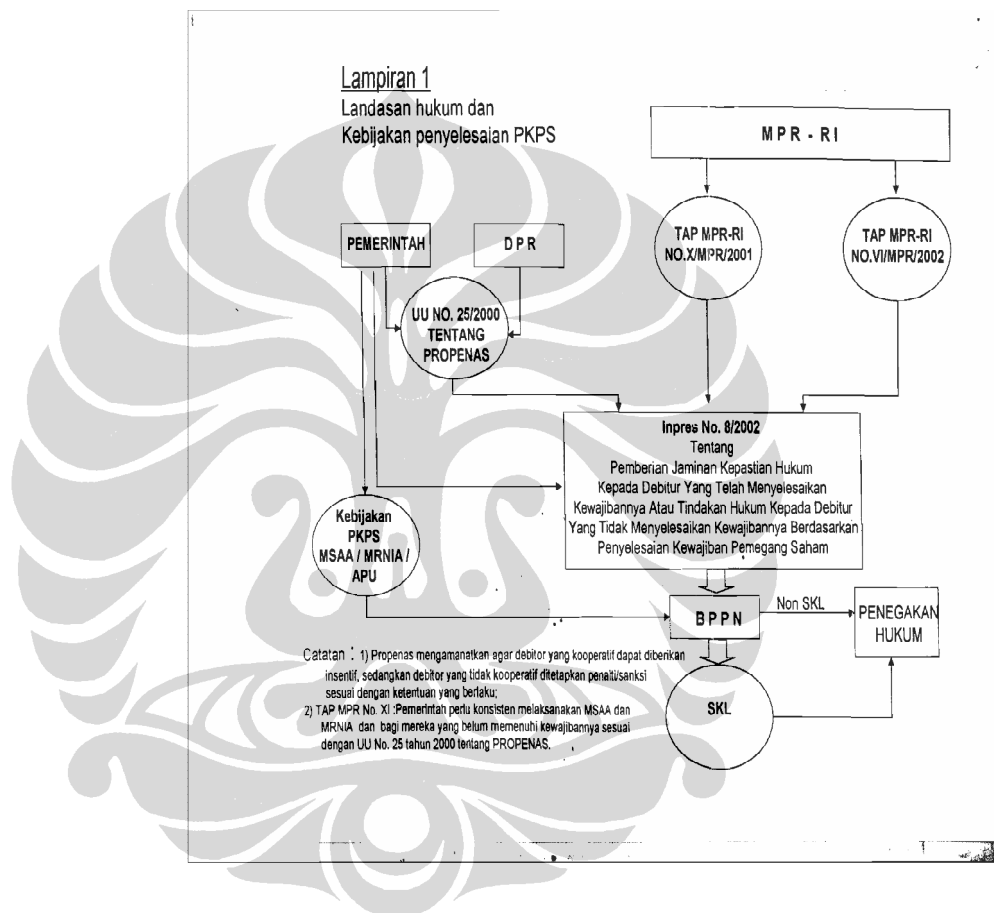 Lampiran 1
Landasan hukum dan
Kebijakan penyelesaian PKPS
MPR - RI
TAP MPR-RI
NO.X/MPR/2001
TAP MPR-RI
NO.VI/MPR/2002
PEMERINTAH
DPR
UU NO. 25/2000
TENTANG
PROPENAS
Inpres No. 8/2002
Tentang
Pemberian Jaminan Kepastian Hukum
Kepada Debitur Yang Telah Menyelesaikan
Kewajibannya Atau Tindakan Hukum Kepada Debitur
Yang Tidak Menyelesaikan Kewajibannya Berdasarkan
Penyelesaian Kewajiban Pemegang Saham
Kebijakan
PKPS
MSAA / MRNIA /
APU
BPPN
Non SKL
PENEGAKAN
HUKUM
SKL
Catatan : 1) Propenas mengamanatkan agar debitor yang kooperatif dapat diberikan
insentif, sedangkan debitor yang tidak kooperatif ditetapkan penalti/sanksi
sesuai dengan ketentuan yang berlaku;
2) TAP MPR No. XI :Pemerintah perlu konsisten melaksanakan MSAA dan
MRNIA dan bagi mereka yang belum memenuhi kewajibannya sesuai
dengan UU No. 25 tahun 2000 tentang PROPENAS.